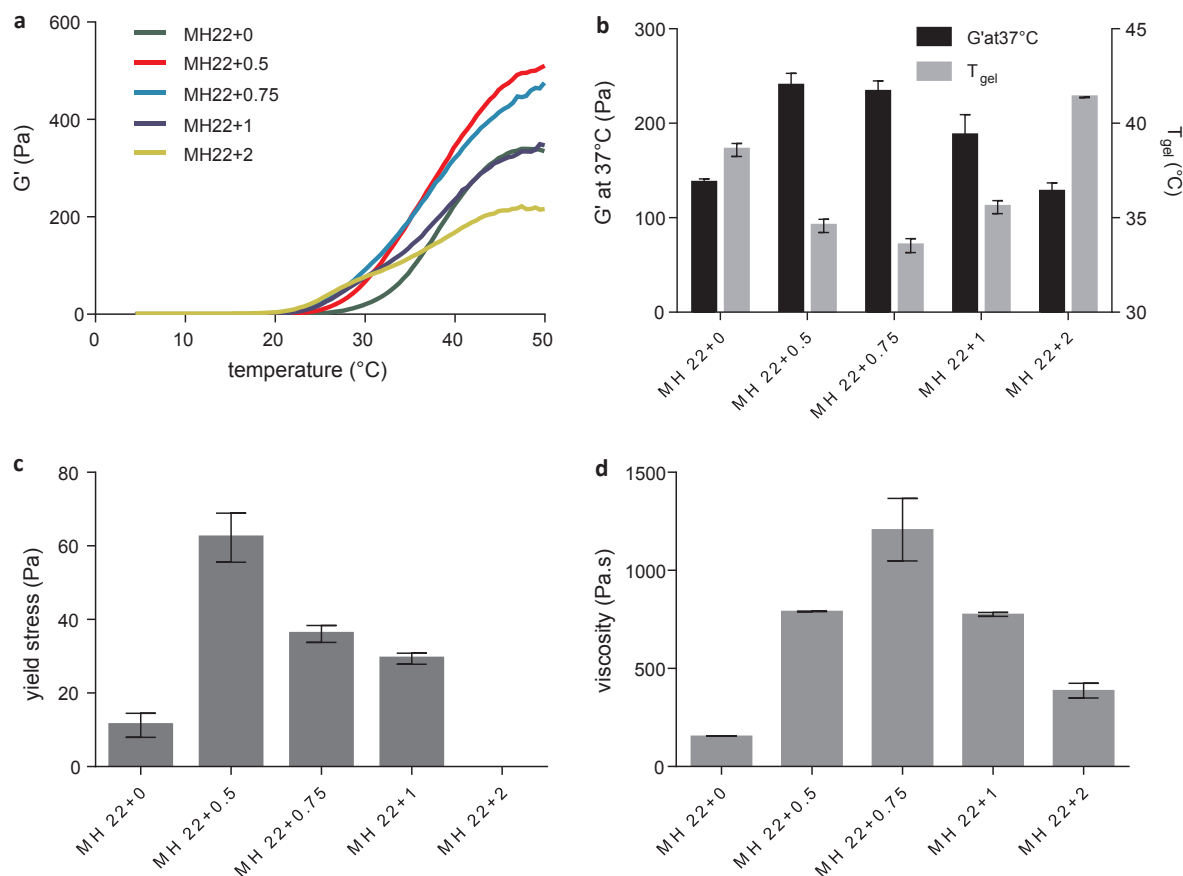 a
600
400
200
0
G' (Pa)
MH22+0
MH22+0.5
MH22+0.75
MH22+1
MH22+2
0 10 20 30 40 50
temperature (°C)
b
300
200
100
0
G' at 37°C (Pa)
G'at37°C
T gel
45
40
35
30
T gel (°C)
MH 22+0
MH 22+0.5
MH 22+0.75
MH 22+1
MH 22+2
c
80
60
40
20
0
yield stress (Pa)
MH 22+0
MH 22+0.5
MH 22+0.75
MH 22+1
MH 22+2
d
1500
1000
500
0
viscosity (Pa.s)
MH 22+0
MH 22+0.5
MH 22+0.75
MH 22+1
MH 22+2